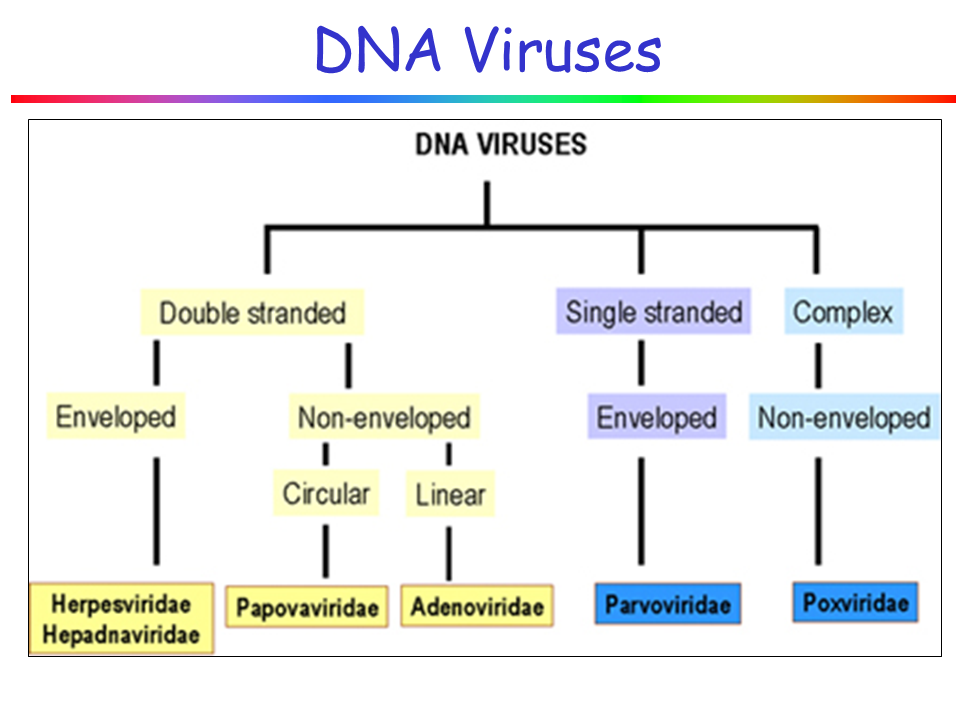 DNA Viruses
DNA VIRUSES
Double stranded
Single stranded
Complex
Enveloped
Non-enveloped
Enveloped
Non-enveloped
Circular
Linear
Herpesviridae
Hepadnaviridae
Papovaviridae
Adenoviridae
Parvoviridae
Poxviridae